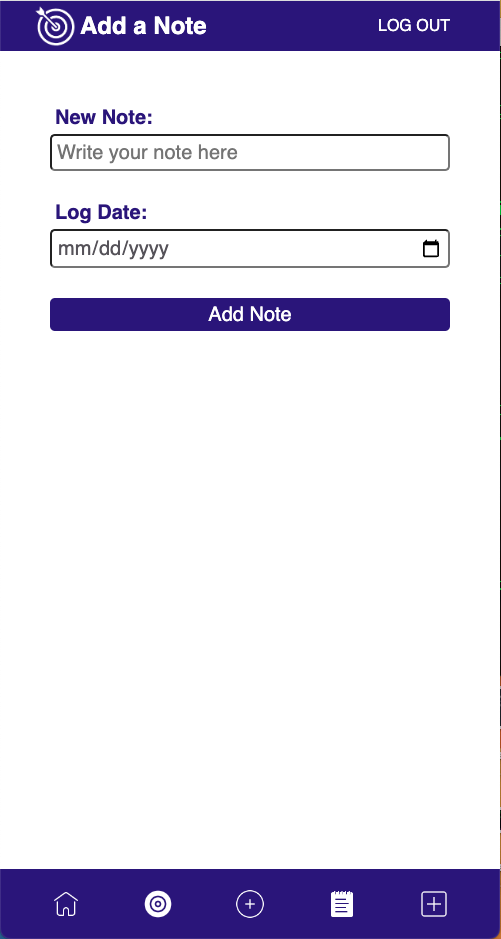 Add a Note
LOG OUT
New Note:
Write your note here
Log Date:
mm/dd/yyyy
Add Note